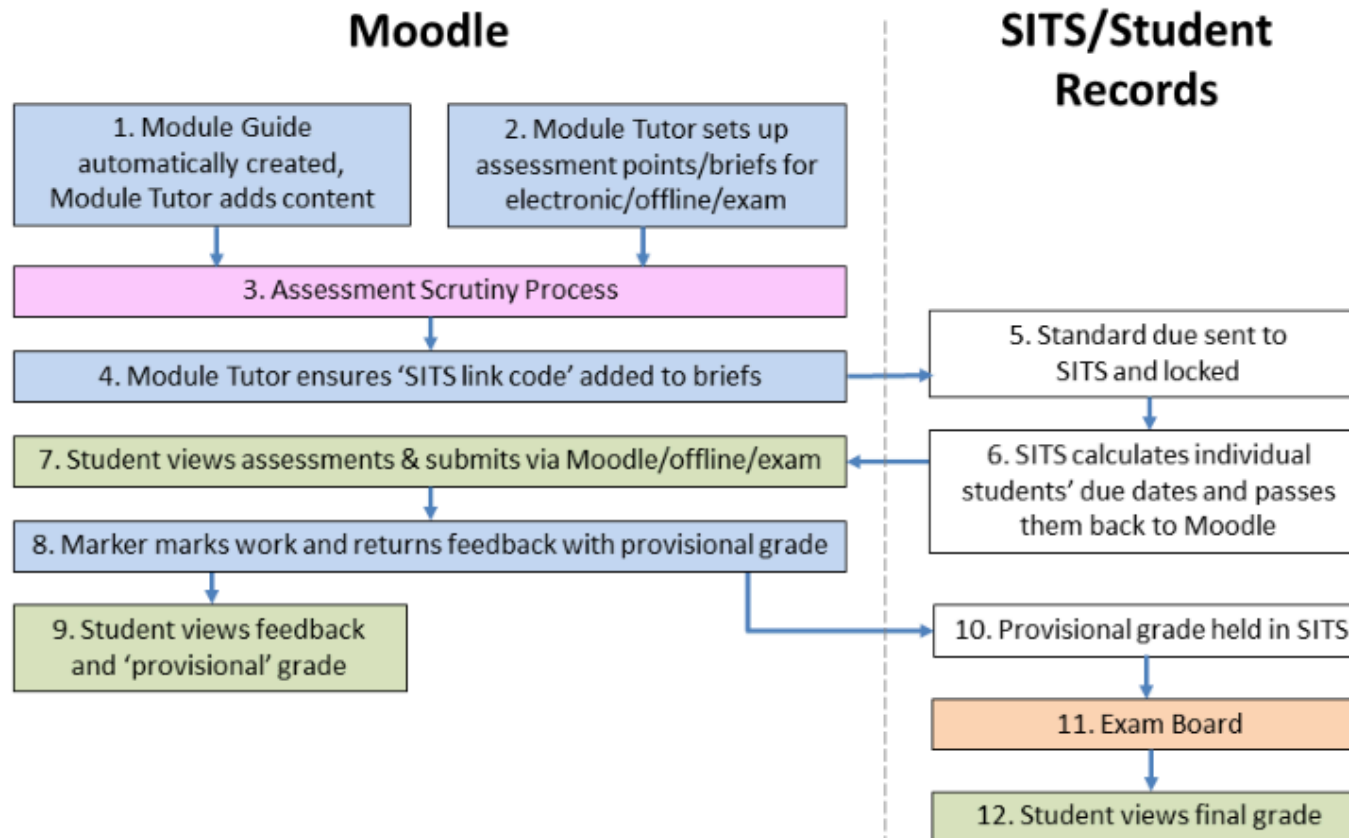 Moodle
SITS/Student
Records
1. Module Guide
automatically created,
Module Tutor adds content
2. Module Tutor sets up
assessment points/briefs for
electronic/offline/exam
3. Assessment Scrutiny Process
4. Module Tutor ensures ‘SITS link code’ added to briefs
5. Standard due sent to
SITS and locked
6. SITS calculates individual
students’ due dates and passes
them back to Moodle
7. Student views assessments & submits via Moodle/offline/exam
8. Marker marks work and returns feedback with provisional grade
9. Student views feedback
and ‘provisional’ grade
10. Provisional grade held in SITS
11. Exam Board
12. Student views final grade